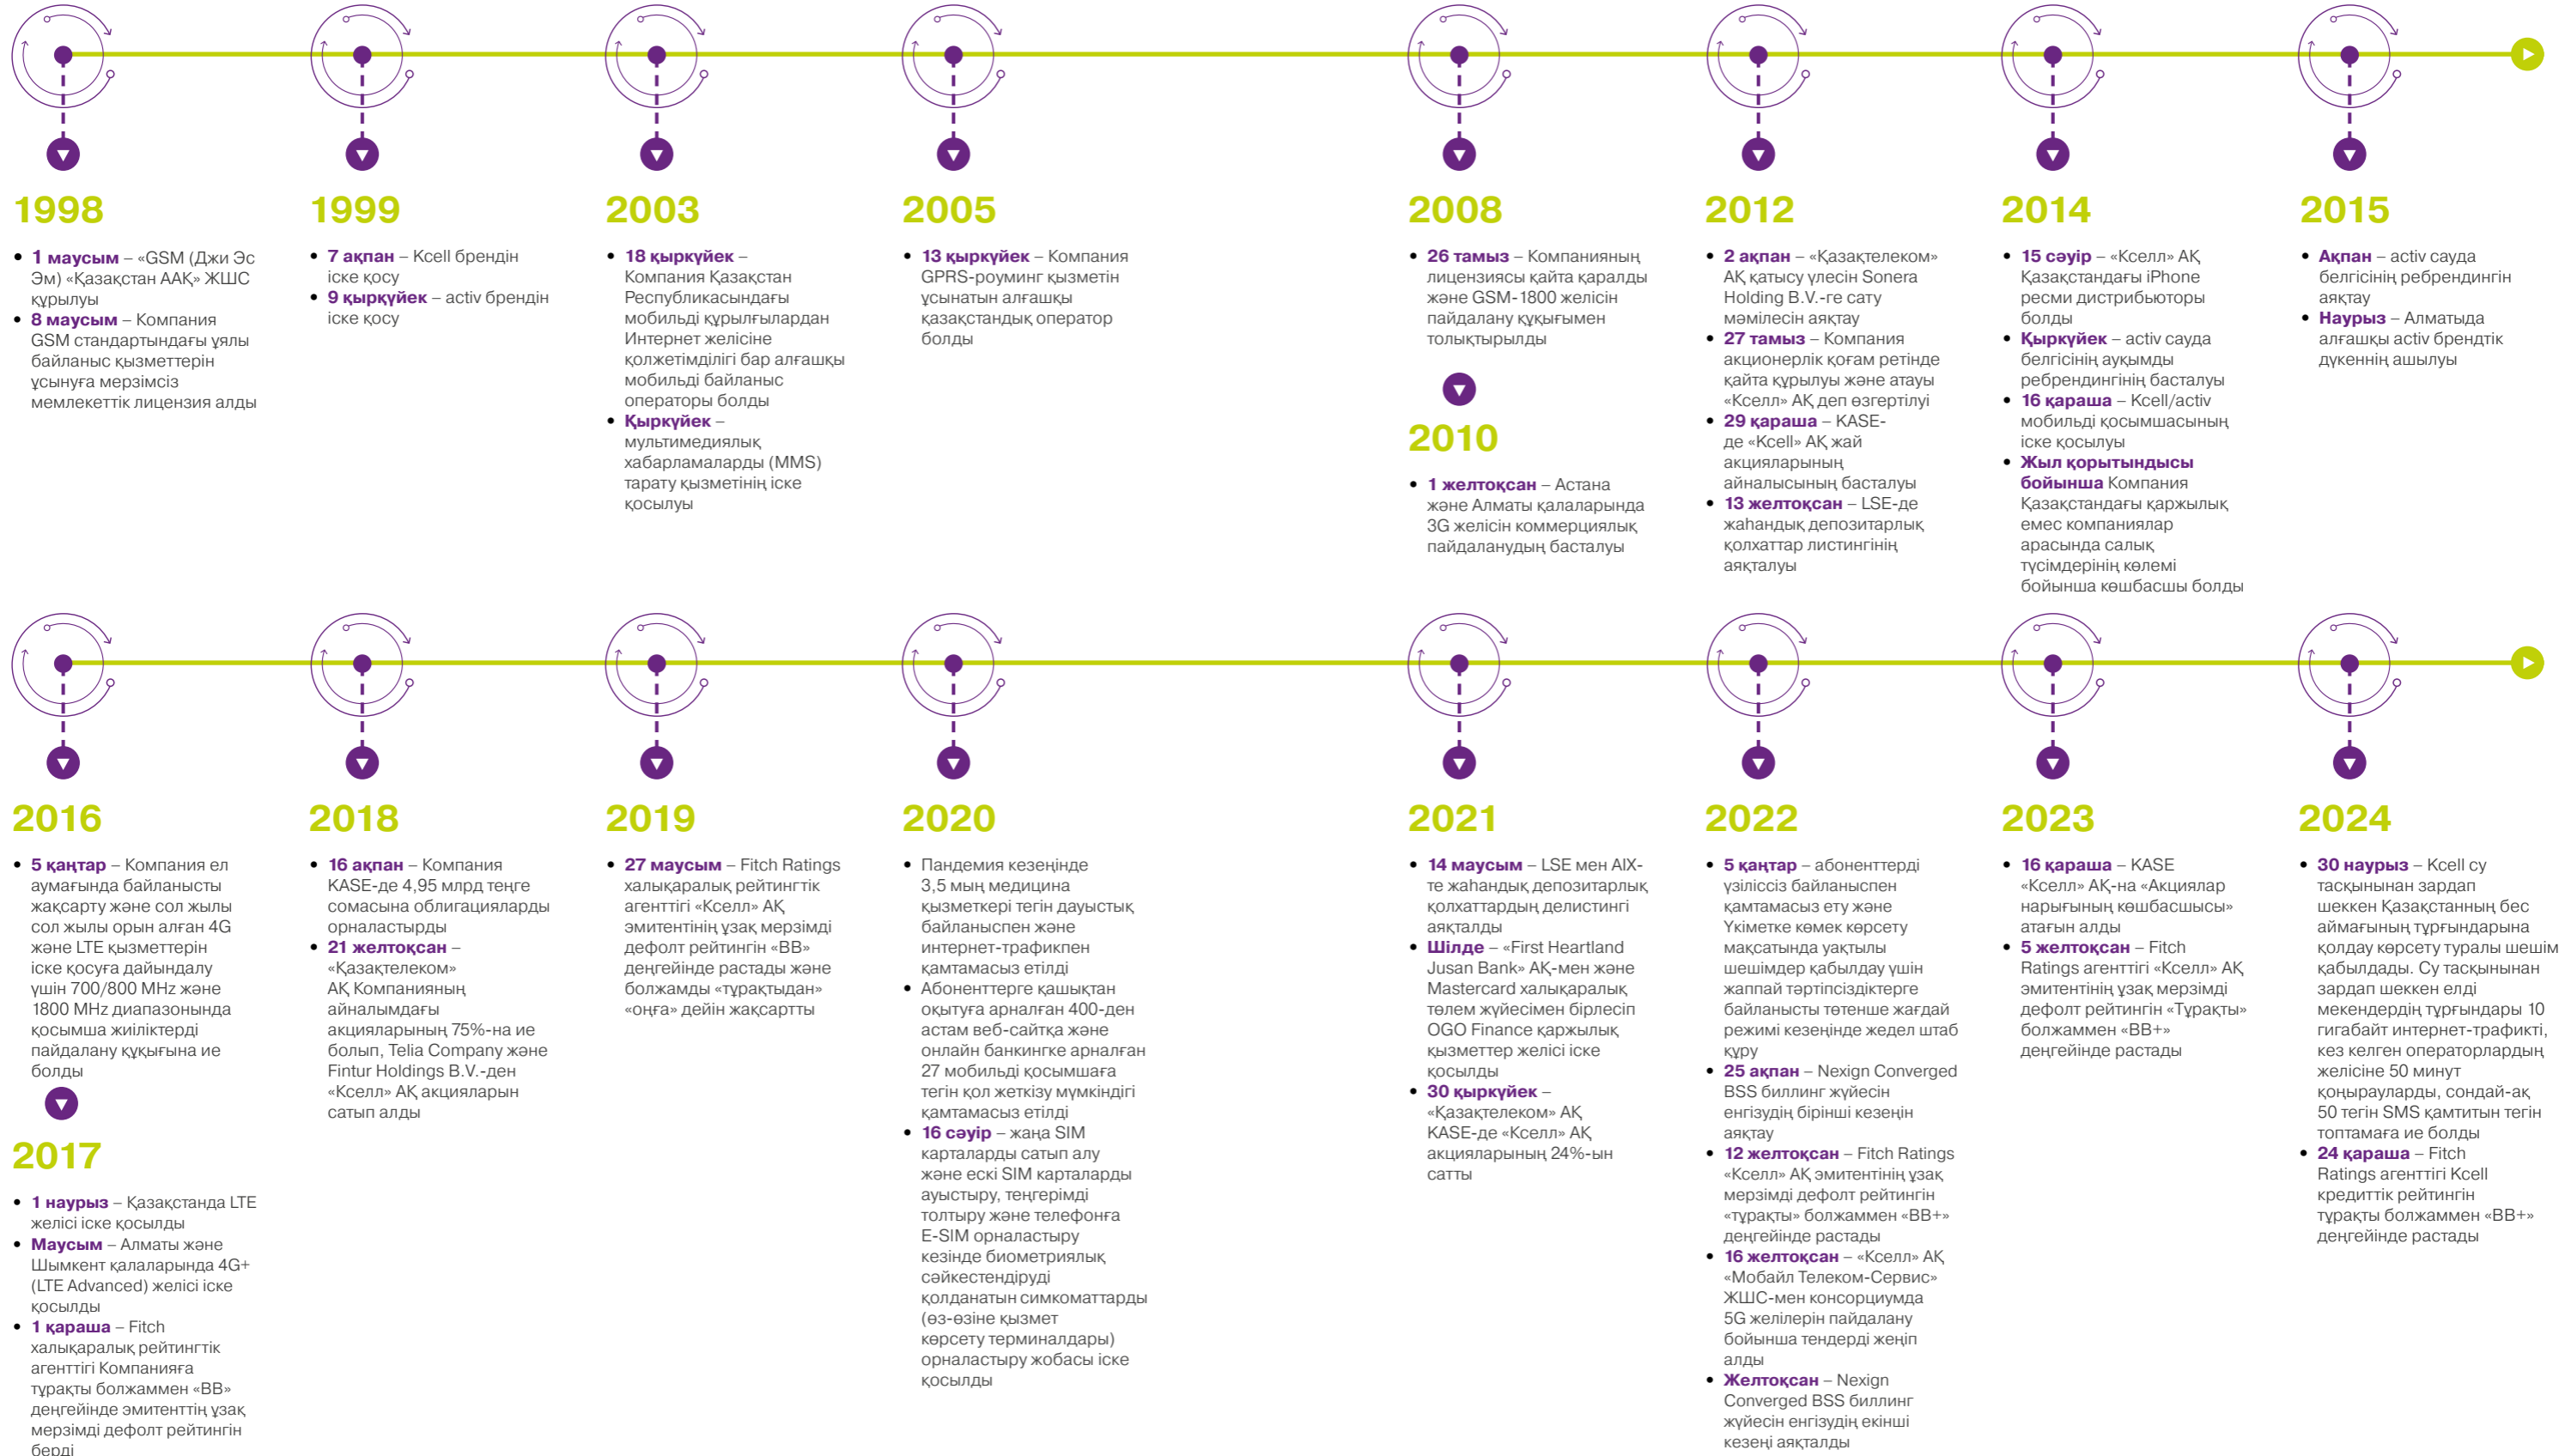 1998
• 1 маусым – «GSM (Джи Эс
Эм) «Қазақстан ААҚ» ЖШС
құрылуы
• 8 маусым – Компания
GSM стандартындағы ұялы
байланыс қызметтерін
ұсынуға мерзімсіз
мемлекеттік лицензия алды
1999
• 7 ақпан – Kcell брендін
іске қосу
• 9 қыркүйек – activ брендін
іске қосу
2003
• 18 қыркүйек –
Компания Қазақстан
Республикасындағы
мобильді құрылғылардан
Интернет желісіне
қолжетімділігі бар алғашқы
мобильді байланыс
операторы болды
• Қыркүйек –
мультимедиялық
хабарламаларды (MMS)
тарату қызметінің іске
қосылуы
2005
• 13 қыркүйек – Компания
GPRS-роуминг қызметін
ұсынатын алғашқы
қазақстандық оператор
болды
2008
• 26 тамыз – Компанияның
лицензиясы қайта қаралды
және GSM-1800 желісін
пайдалану құқығымен
толықтырылды
2010
• 1 желтоқсан – Астана
және Алматы қалаларында
3G желісін коммерциялық
пайдаланудың басталуы
2012
• 2 ақпан – «Қазақтелеком»
АҚ қатысу үлесін Sonera
Holding B.V.-ге сату
мәмілесін аяқтау
• 27 тамыз – Компания
акционерлік қоғам ретінде
қайта құрылуы және атауы
«Кселл» АҚ деп өзгертілуі
• 29 қараша – KASE-
де «Kcell» АҚ жай
акцияларының
айналысының басталуы
• 13 желтоқсан – LSE-де
жаһандық депозитарлық
қолхаттар листингінің
аяқталуы
2014
• 15 сәуір – «Кселл» АҚ
Қазақстандағы iPhone
ресми дистрибьюторы
болды
• Қыркүйек – activ сауда
белгісінің ауқымды
ребрендингінің басталуы
• 16 қараша – Kcell/activ
мобильді қосымшасының
іске қосылуы
• Жыл қорытындысы
бойынша Компания
Қазақстандағы қаржылық
емес компаниялар
арасында салық
түсімдерінің көлемі
бойынша көшбасшы болды
2015
• Ақпан – activ сауда
белгісінің ребрендингін
аяқтау
• Наурыз – Алматыда
алғашқы activ брендтік
дүкеннің ашылуы
2016
• 5 қаңтар – Компания ел
аумағында байланысты
жақсарту және сол жылы
сол жылы орын алған 4G
және LTE қызметтерін
іске қосуға дайындалу
үшін 700/800 MHz және
1800 MHz диапазонында
қосымша жиіліктерді
пайдалану құқығына ие
болды
2017
• 1 наурыз – Қазақстанда LTE
желісі іске қосылды
• Маусым – Алматы және
Шымкент қалаларында 4G+
(LTE Advanced) желісі іске
қосылды
• 1 қараша – Fitch
халықаралық рейтингтік
агенттігі Компанияға
тұрақты болжаммен «BB»
деңгейінде эмитенттің ұзақ
мерзімді дефолт рейтингін
берді
2018
• 16 ақпан – Компания
KASE-де 4,95 млрд теңге
сомасына облигацияларды
орналастырды
• 21 желтоқсан –
«Қазақтелеком»
АҚ Компанияның
айналымдағы
акцияларының 75%-на ие
болып, Telia Company және
Fintur Holdings B.V.-ден
«Кселл» АҚ акцияларын
сатып алды
2019
• 27 маусым – Fitch Ratings
халықаралық рейтингтік
агенттігі «Кселл» АҚ
эмитентінің ұзақ мерзімді
дефолт рейтингін «BB»
деңгейінде растады және
болжамды «тұрақтыдан»
«оңға» дейін жақсартты
2020
• Пандемия кезеңінде
3,5 мың медицина
қызметкері тегін дауыстық
байланыспен және
интернет-трафикпен
қамтамасыз етілді
• Абоненттерге қашықтан
оқытуға арналған 400-ден
астам веб-сайтқа және
онлайн банкингке арналған
27 мобильді қосымшаға
тегін қол жеткізу мүмкіндігі
қамтамасыз етілді
• 16 сәуір – жаңа SIM
карталарды сатып алу
және ескі SIM карталарды
ауыстыру, теңгерімді
толтыру және телефонға
E-SIM орналастыру
кезінде биометриялық
сәйкестендіруді
қолданатын симкоматтарды
(өз-өзіне қызмет
көрсету терминалдары)
орналастыру жобасы іске
қосылды
2021
• 14 маусым – LSE мен AIX-
те жаһандық депозитарлық
қолхаттардың делистингі
аяқталды
• Шілде – «First Heartland
Jusan Bank» АҚ-мен және
Mastercard халықаралық
төлем жүйесімен бірлесіп
OGO Finance қаржылық
қызметтер желісі іске
қосылды
• 30 қыркүйек –
«Қазақтелеком» АҚ
KASE-де «Кселл» АҚ
акцияларының 24%-ын
сатты
2022
• 5 қаңтар – абоненттерді
үзіліссіз байланыспен
қамтамасыз ету және
Үкіметке көмек көрсету
мақсатында уақтылы
шешімдер қабылдау үшін
жаппай тәртіпсіздіктерге
байланысты төтенше жағдай
режимі кезеңінде жедел штаб
құру
• 25 ақпан – Nexign Converged
BSS биллинг жүйесін
енгізудің бірінші кезеңін
аяқтау
• 12 желтоқсан – Fitch Ratings
«Кселл» АҚ эмитентінің ұзақ
мерзімді дефолт рейтингін
«тұрақты» болжаммен «BB+»
деңгейінде растады
• 16 желтоқсан – «Кселл» АҚ
«Мобайл Телеком-Сервис»
ЖШС-мен консорциумда
5G желілерін пайдалану
бойынша тендерді жеңіп
алды
• Желтоқсан – Nexign
Converged BSS биллинг
жүйесін енгізудің екінші
кезеңі аяқталды
2023
• 16 қараша – KASE
«Кселл» АҚ-на «Акциялар
нарығының көшбасшысы»
атағын алды
• 5 желтоқсан – Fitch
Ratings агенттігі «Кселл» АҚ
эмитентінің ұзақ мерзімді
дефолт рейтингін «Тұрақты»
болжаммен «BB+»
деңгейінде растады
2024
• 30 наурыз – Kcell су
тасқынынан зардап
шеккен Қазақстанның бес
аймағының тұрғындарына
қолдау көрсету туралы шешім
қабылдады. Су тасқынынан
зардап шеккен елді
мекендердің тұрғындары 10
гигабайт интернет-трафикті,
кез келген операторлардың
желісіне 50 минут
қоңырауларды, сондай-ақ
50 тегін SMS қамтитын тегін
топтамаға ие болды
• 24 қараша – Fitch
Ratings агенттігі Kcell
кредиттік рейтингін
тұрақты болжаммен «BB+»
деңгейінде растады